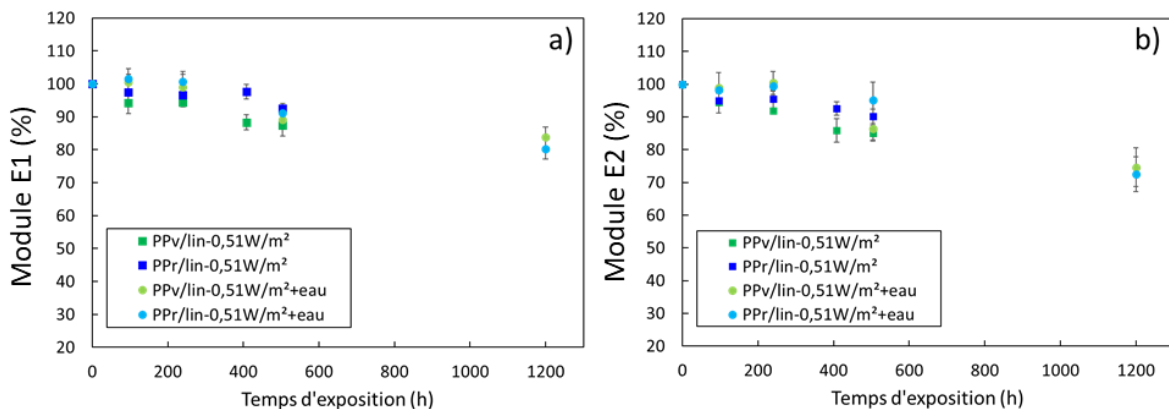 a)
Module E1 (%)
120
110
100
90
80
70
60
50
40
30
20
PPv/lin-0,51W/m²
PPr/lin-0,51W/m²
PPv/lin-0,51W/m²+eau
PPr/lin-0,51W/m²+eau
0 200 400 600 800 1000 1200
Temps d'exposition (h)
b)
Module E2 (%)
120
110
100
90
80
70
60
50
40
30
20
PPv/lin-0,51W/m²
PPr/lin-0,51W/m²
PPv/lin-0,51W/m²+eau
PPr/lin-0,51W/m²+eau
0 200 400 600 800 1000 1200
Temps d'exposition (h)